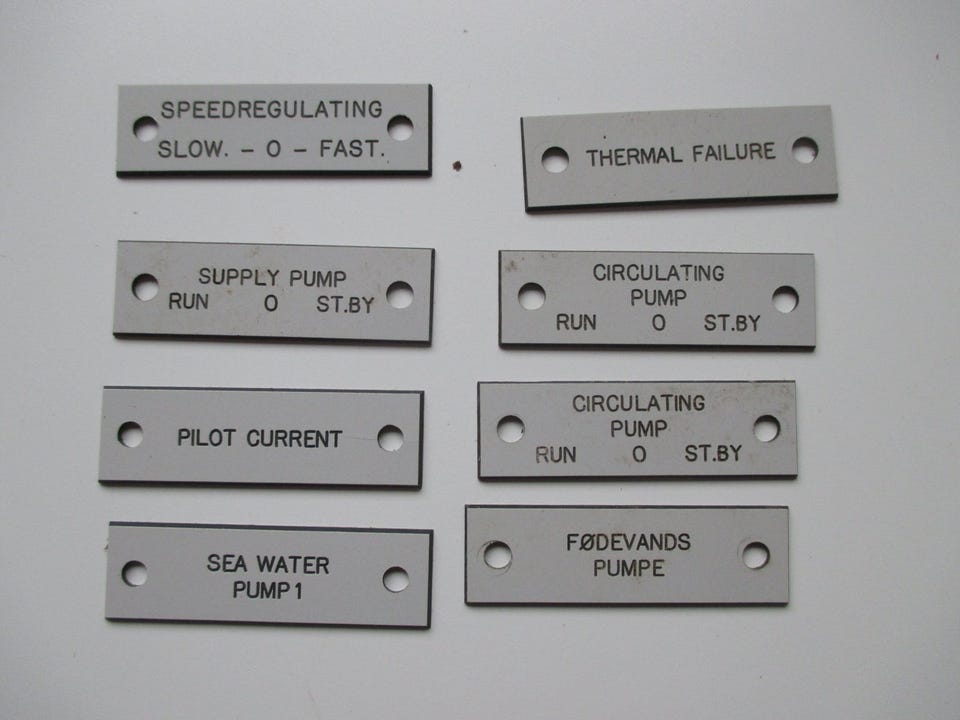 SPEEDREGULATING
SLOW. – O – FAST.
THERMAL FAILURE
SUPPLY PUMP
RUN O ST.BY
CIRCULATING
PUMP
RUN O ST.BY
PILOT CURRENT
CIRCULATING
PUMP
RUN O ST.BY
SEA WATER
PUMP 1
FØDEVANDS
PUMPE